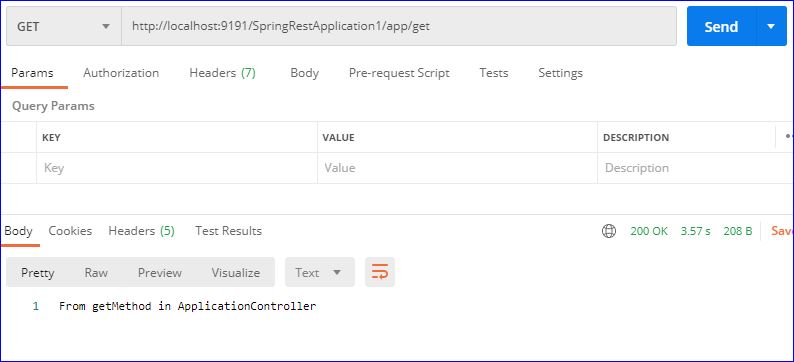 GET http://localhost:9191/SpringRestApplication1/app/get Send
Params Authorization Headers (7) Body Pre-request Script Tests Settings
Query Params
KEY VALUE DESCRIPTION
Key Value Description
Body Cookies Headers (5) Test Results 200 OK 3.57 s 208 B
Pretty Raw Preview Visualize Text
1 From getMethod in ApplicationController